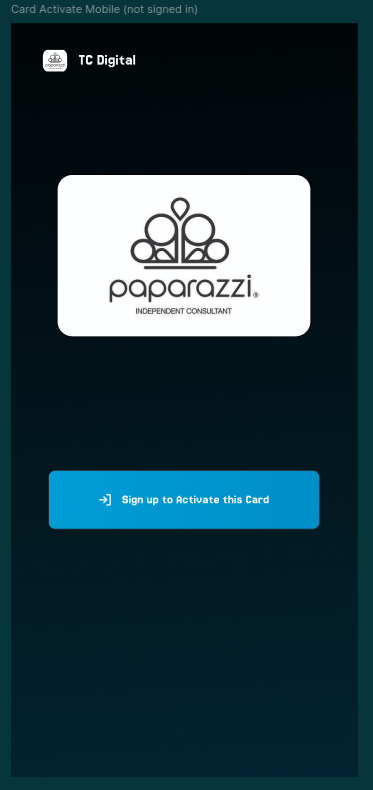 Card Activate Mobile (not signed in)
TC Digital
paparazzi®
INDEPENDENT CONSULTANT
Sign up to Activate this Card